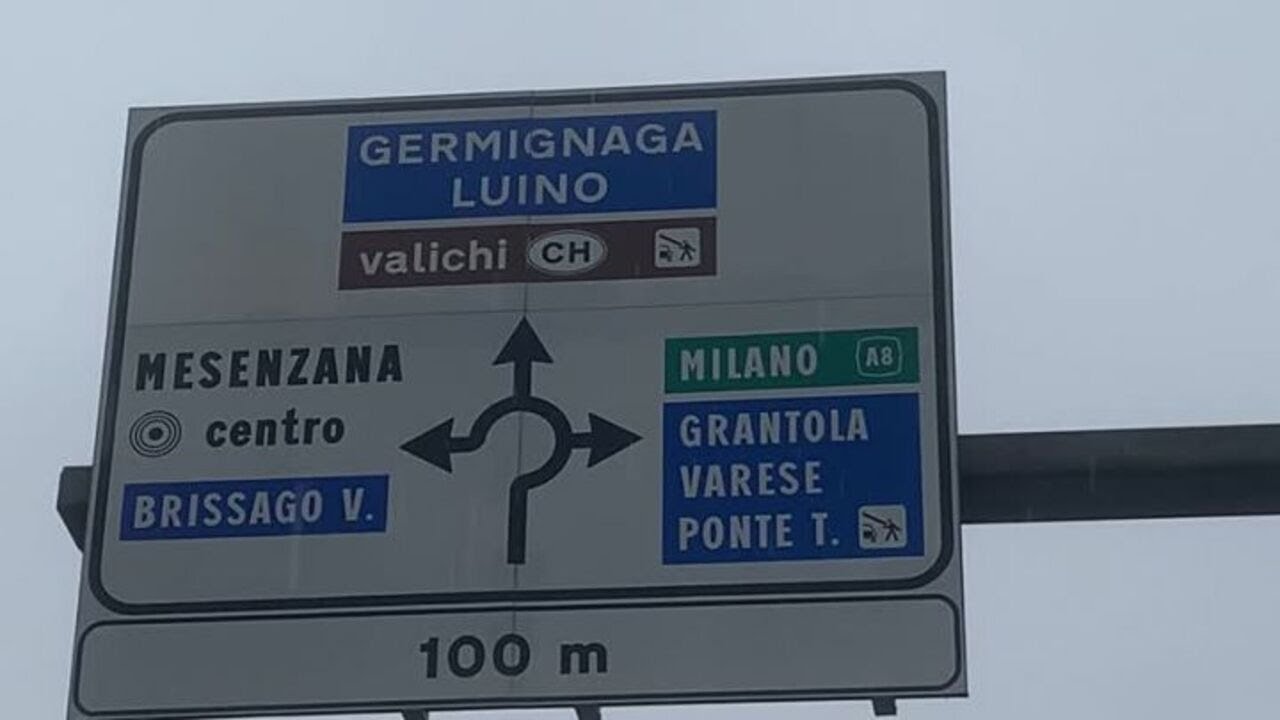 GERMIGNAGA
LUINO
valichi CH
MESENZANA
centro
BRISSAGO V.
MILANO A8
GRANTOLA
VARESE
PONTE T.
100 m